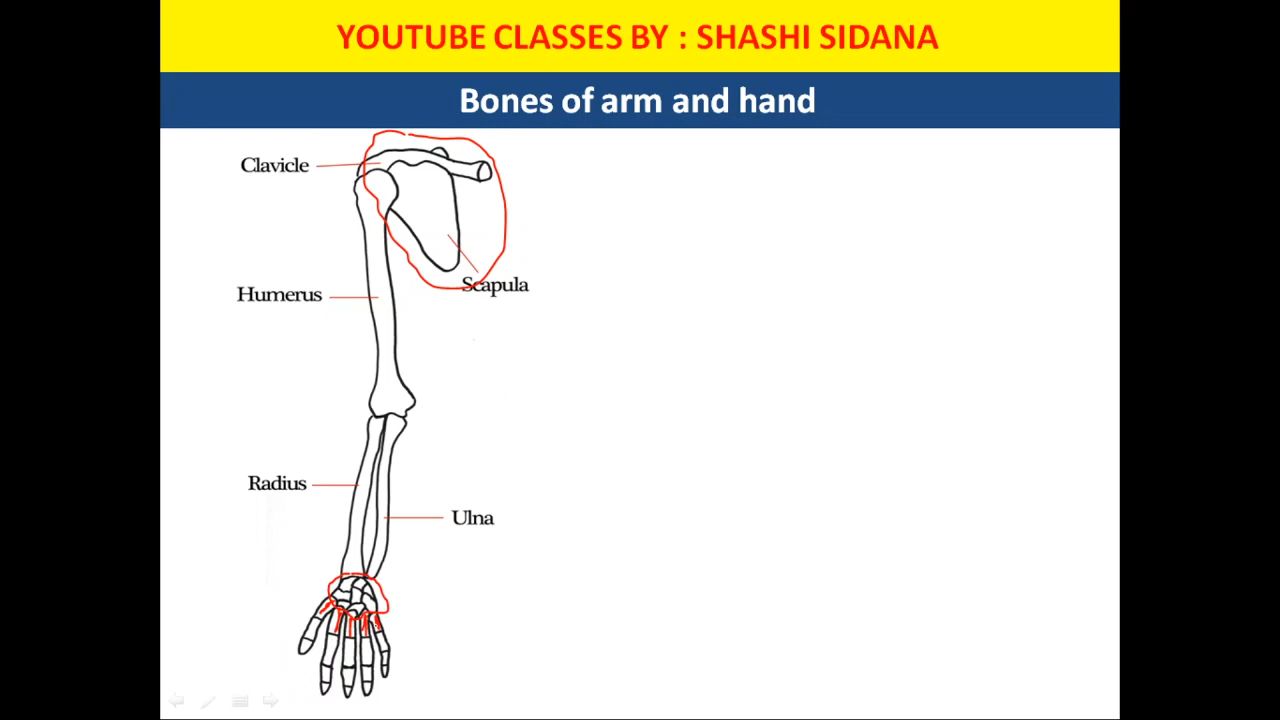 YOUTUBE CLASSES BY : SHASHI SIDANA
Bones of arm and hand
Clavicle
Scapula
Humerus
Radius
Ulna